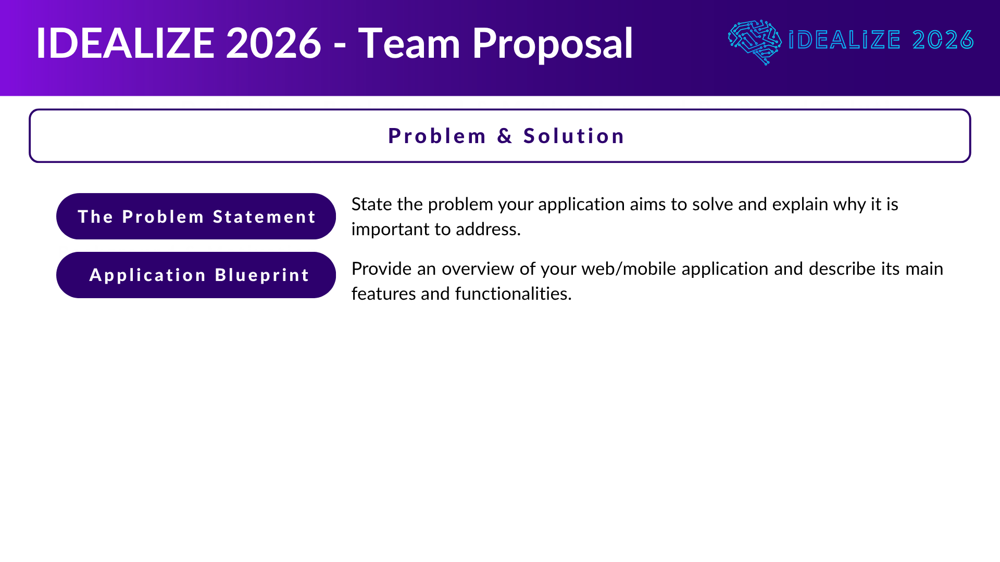 IDEALIZE 2026 - Team Proposal
iDEALiZE 2026
Problem & Solution
The Problem Statement
State the problem your application aims to solve and explain why it is
important to address.
Application Blueprint
Provide an overview of your web/mobile application and describe its main
features and functionalities.